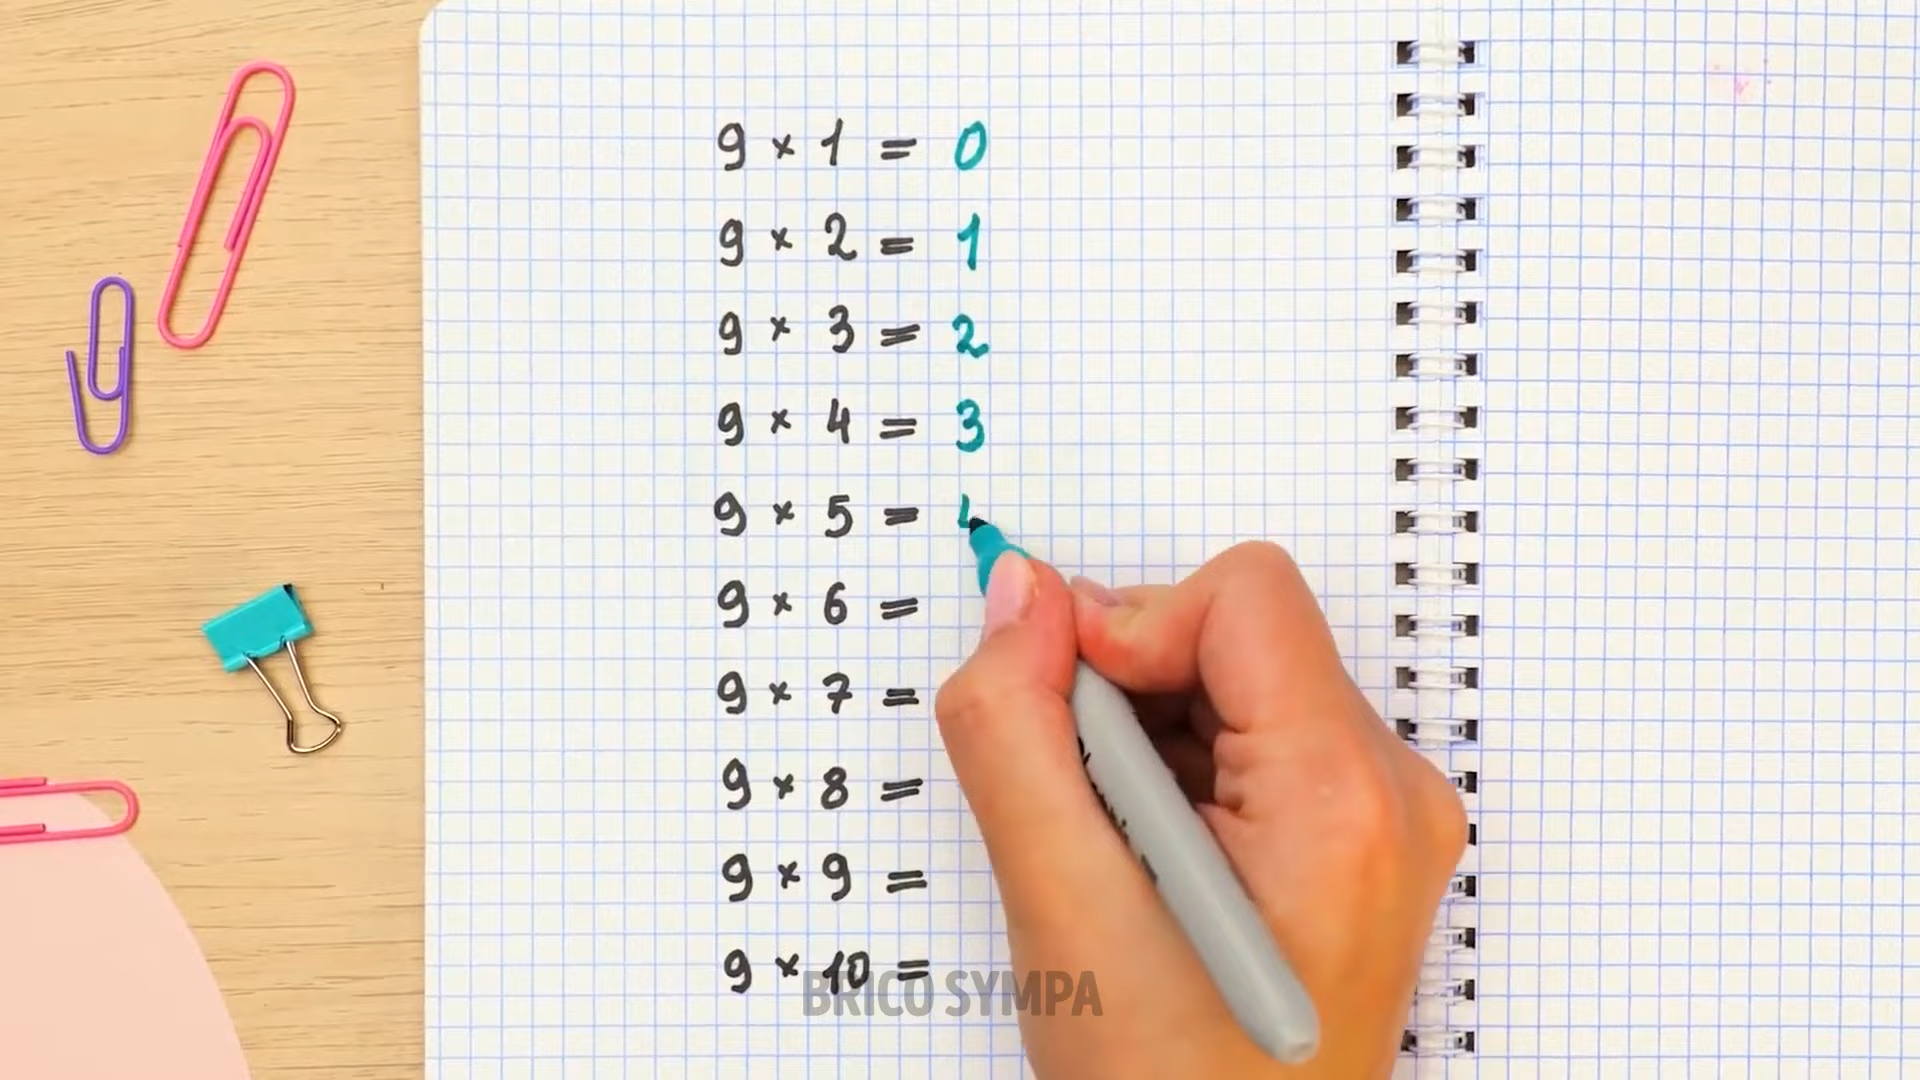 9 × 1 = 0
9 × 2 = 1
9 × 3 = 2
9 × 4 = 3
9 × 5 =
9 × 6 =
9 × 7 =
9 × 8 =
9 × 9 =
9 × 10 =
BRICO SYMPA